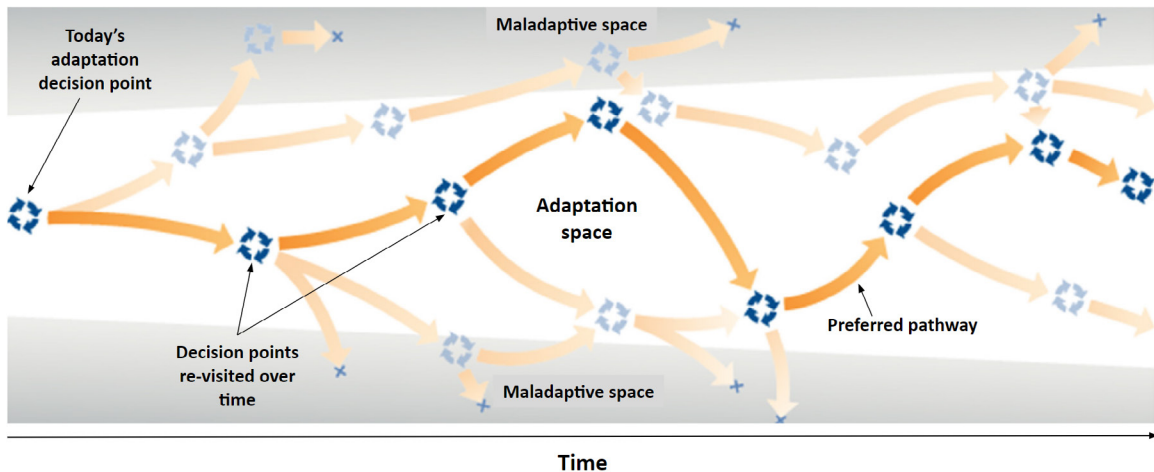 Today's
adaptation
decision point
Maladaptive space
Adaptation
space
Preferred pathway
Decision points
re-visited over
time
Maladaptive space
Time